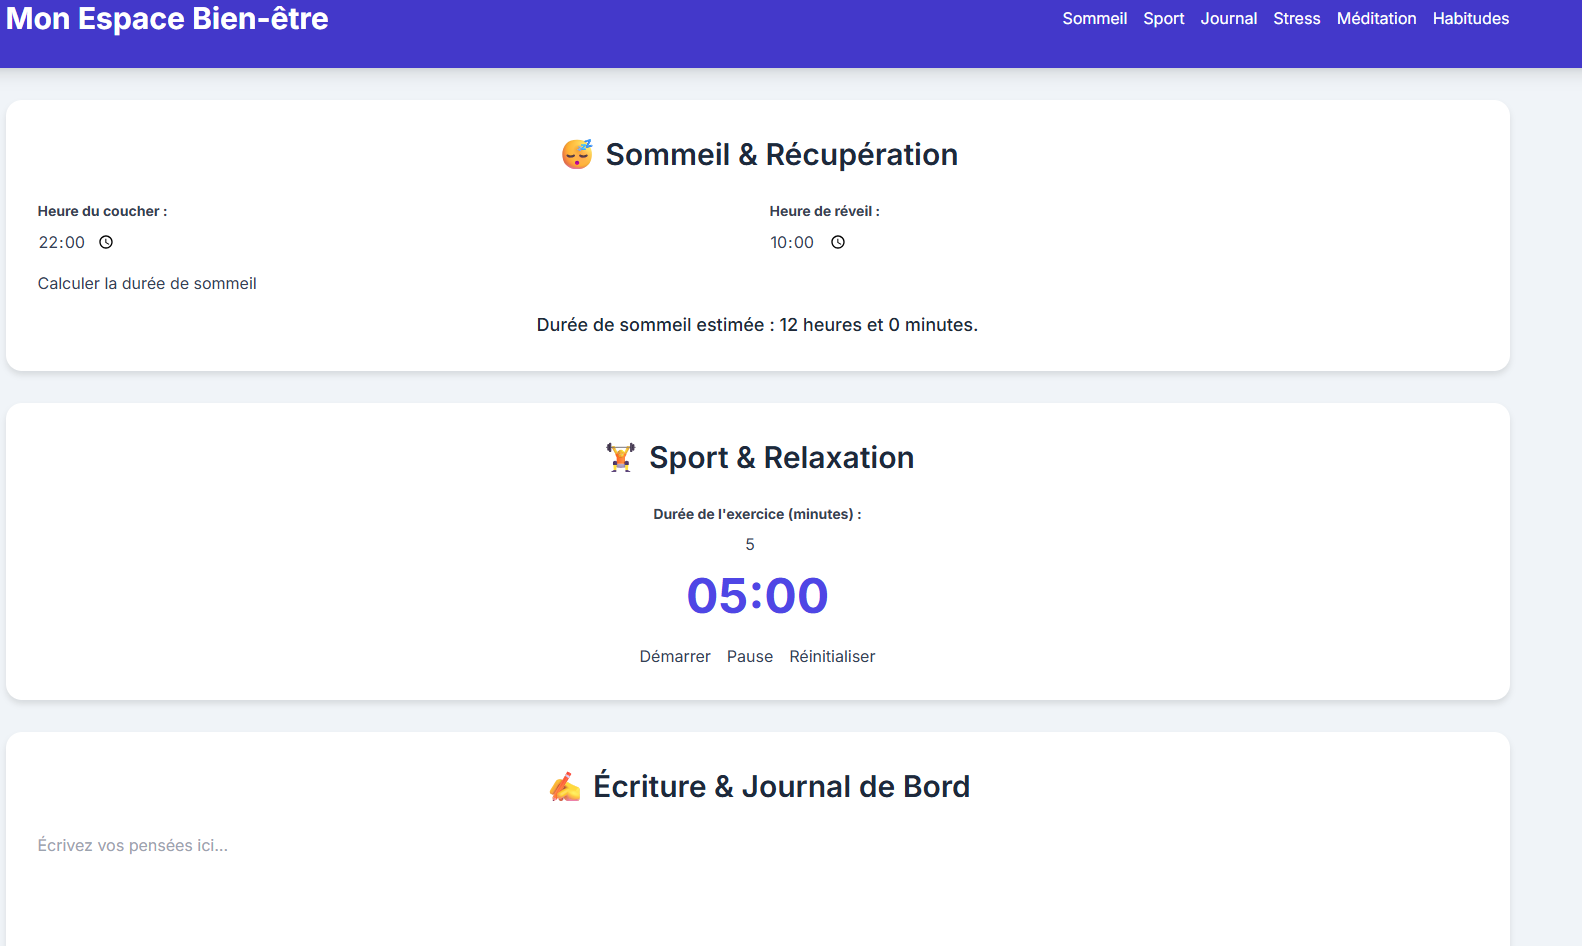 Mon Espace Bien-être
Sommeil Sport Journal Stress Méditation Habitudes
😴 Sommeil & Récupération
Heure du coucher : Heure de réveil :
22:00 10:00
Calculer la durée de sommeil
Durée de sommeil estimée : 12 heures et 0 minutes.
🏋️ Sport & Relaxation
Durée de l'exercice (minutes) :
5
05:00
Démarrer Pause Réinitialiser
✍️ Écriture & Journal de Bord
Écrivez vos pensées ici...